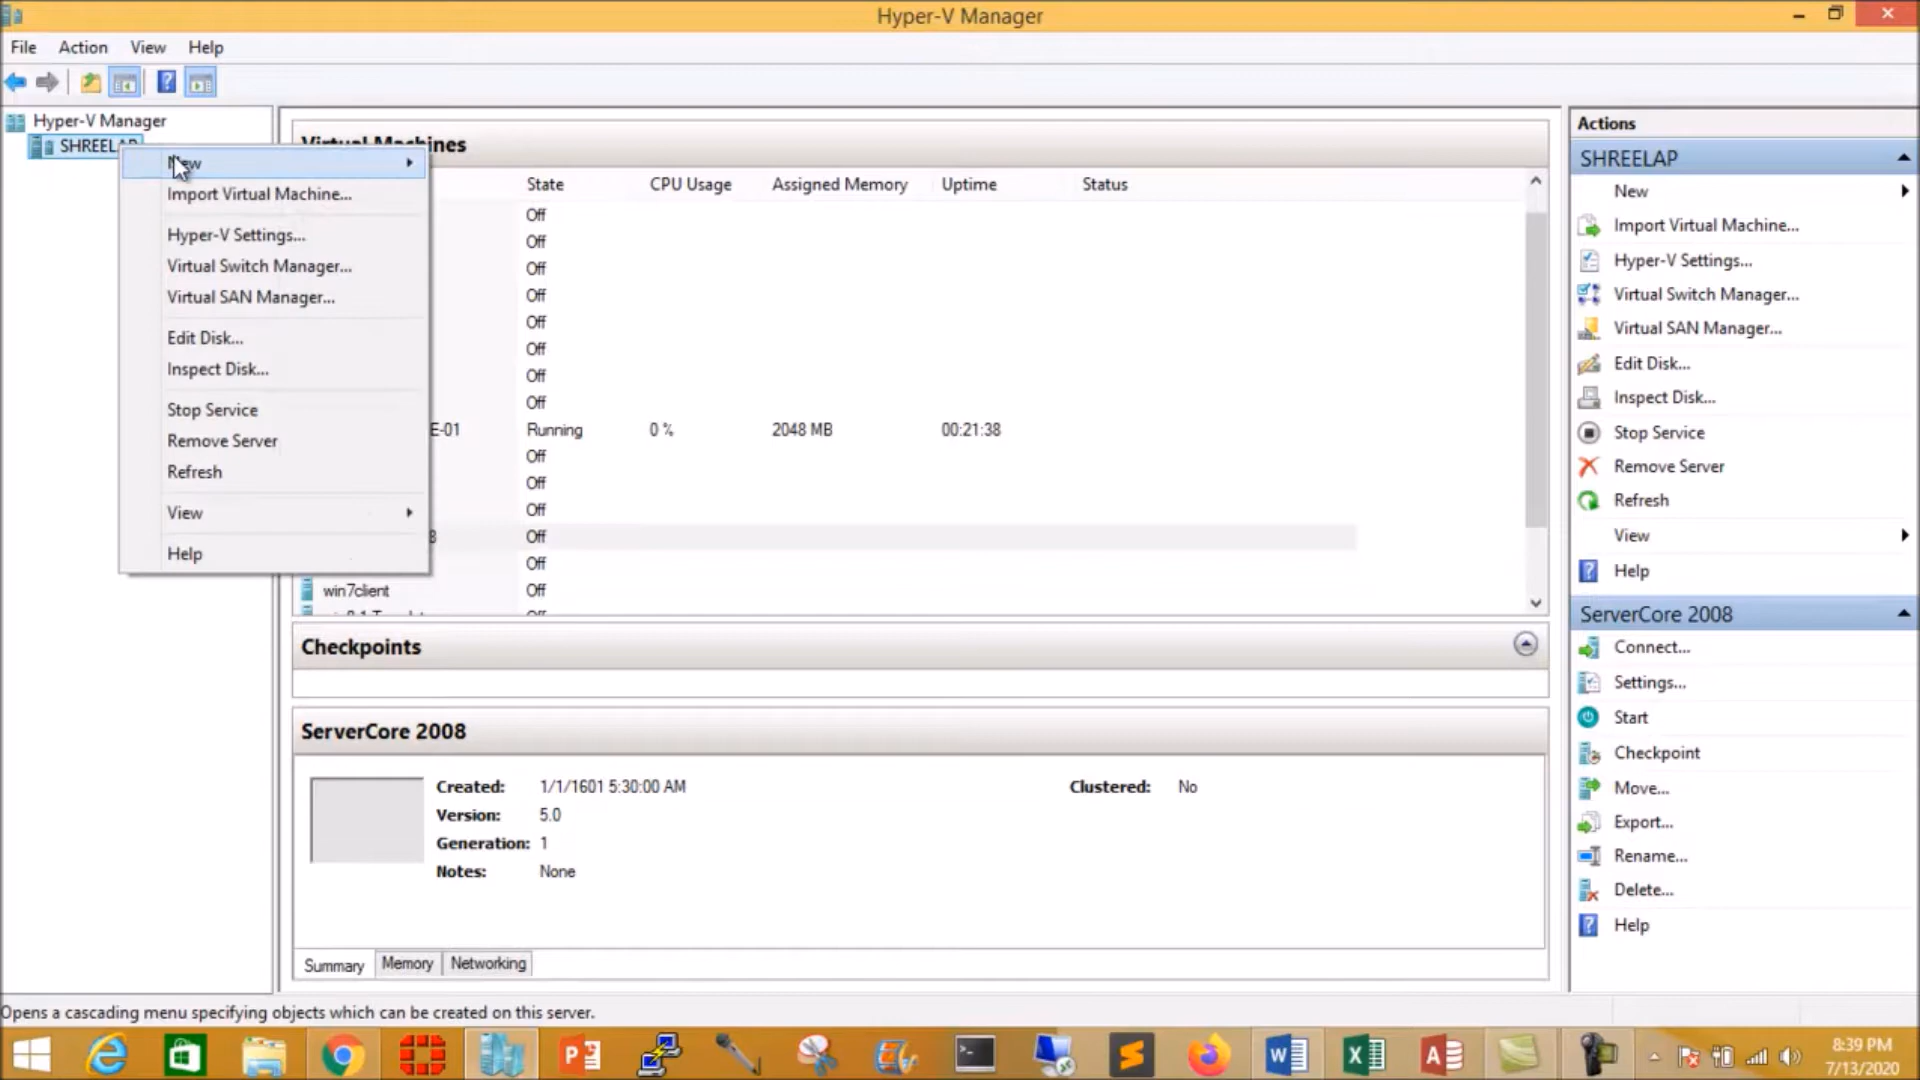 Hyper-V Manager
File Action View Help
Hyper-V Manager
SHREELAP
New
Import Virtual Machine...
Hyper-V Settings...
Virtual Switch Manager...
Virtual SAN Manager...
Edit Disk...
Inspect Disk...
Stop Service
Remove Server
Refresh
View
Help
Virtual Machines
State CPU Usage Assigned Memory Uptime Status
Off
Off
Off
Off
Off
Off
Off
Off
E-01 Running 0 % 2048 MB 00:21:38
Off
Off
Off
8 Off
Off
win7client Off
Off
Checkpoints
ServerCore 2008
Created: 1/1/1601 5:30:00 AM Clustered: No
Version: 5.0
Generation: 1
Notes: None
Summary Memory Networking
Actions
SHREELAP
New
Import Virtual Machine...
Hyper-V Settings...
Virtual Switch Manager...
Virtual SAN Manager...
Edit Disk...
Inspect Disk...
Stop Service
Remove Server
Refresh
View
Help
ServerCore 2008
Connect...
Settings...
Start
Checkpoint
Move...
Export...
Rename...
Delete...
Help
Opens a cascading menu specifying objects which can be created on this server.
8:39 PM
7/13/2020